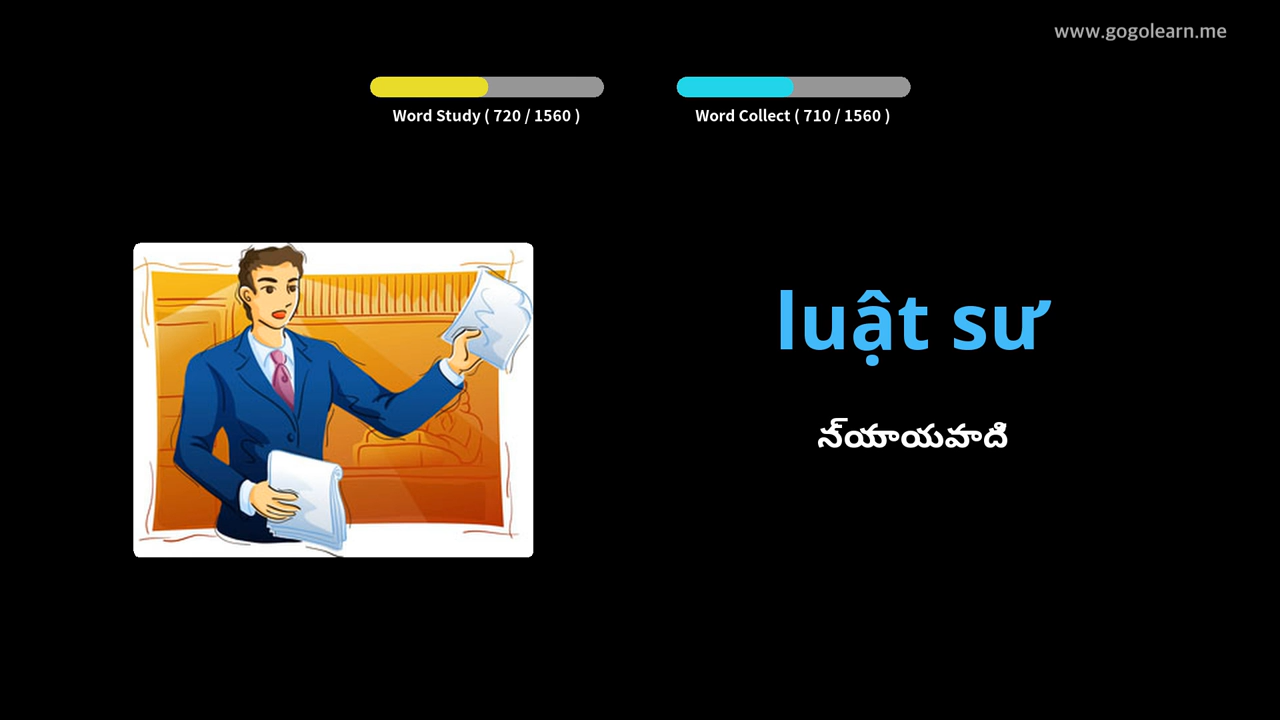 www.gogolearn.me
Word Study ( 720 / 1560 )
Word Collect ( 710 / 1560 )
luật sư
న్యాయవాది